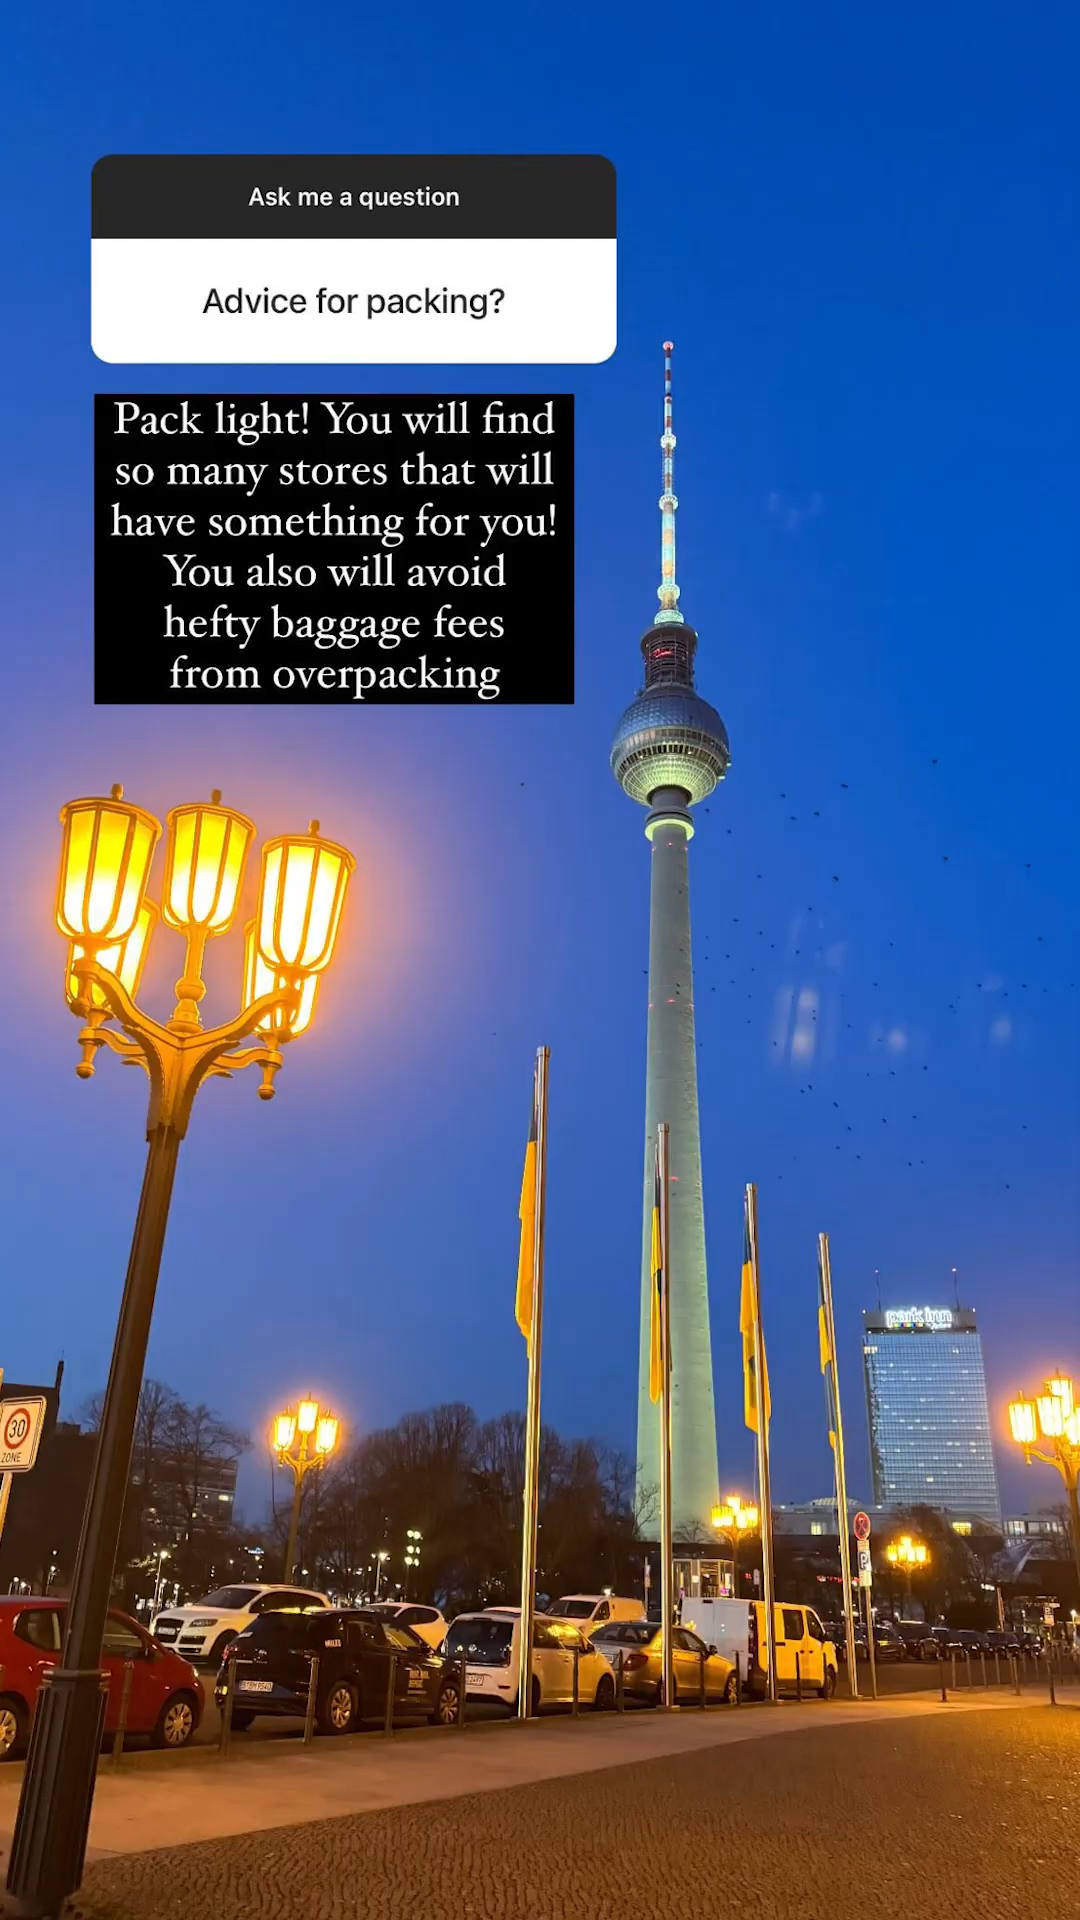 Ask me a question
Advice for packing?
Pack light! You will find
so many stores that will
have something for you!
You also will avoid
hefty baggage fees
from overpacking
park inn
30
ZONE
P